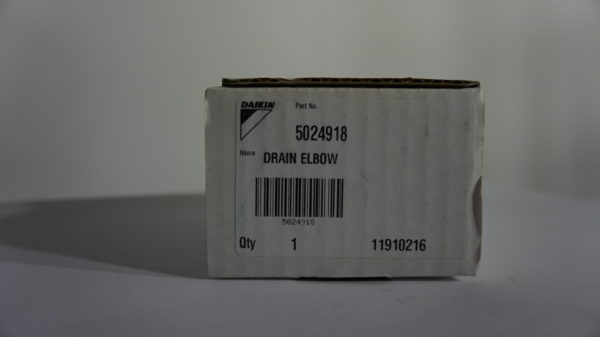 DAIKIN
Part No.
5024918
Name
DRAIN ELBOW
5024918
Qty 1 11910216